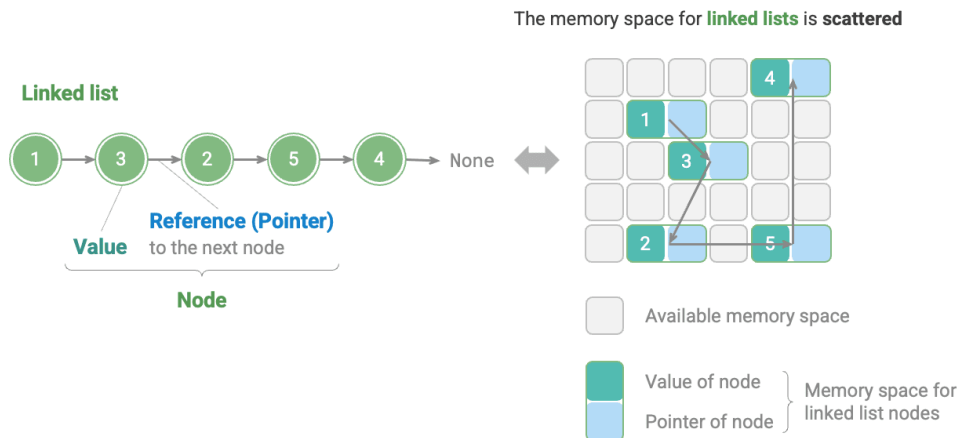 The memory space for linked lists is scattered
Linked list
1
3
2
5
4
None
Reference (Pointer)
to the next node
Value
Node
4
1
3
2
5
Available memory space
Value of node
Pointer of node
Memory space for
linked list nodes